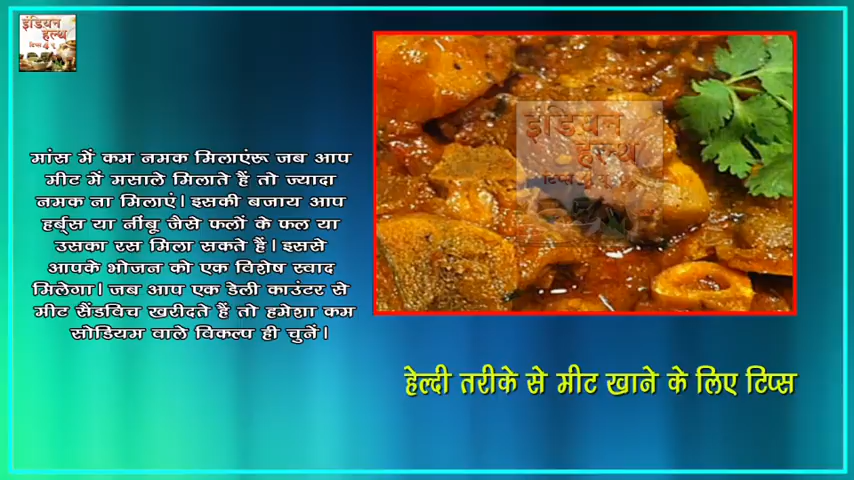 इंडियन
हेल्थ
मांस में कम नमक मिलाएंरू जब आप
मीट में मसाले मिलाते हैं तो ज्यादा
नमक ना मिलाएं। इसकी बजाय आप
हर्ब्स या नींबू जैसे फलों के फल या
उसका रस मिला सकते हैं। इससे
आपके भोजन को एक विशेष स्वाद
मिलेगा। जब आप एक डेली काउंटर से
मीट सैंडविच खरीदते हैं तो हमेशा कम
सोडियम वाले विकल्प ही चुनें।
इंडियन
हेल्थ
हेल्दी तरीके से मीट खाने के लिए टिप्स